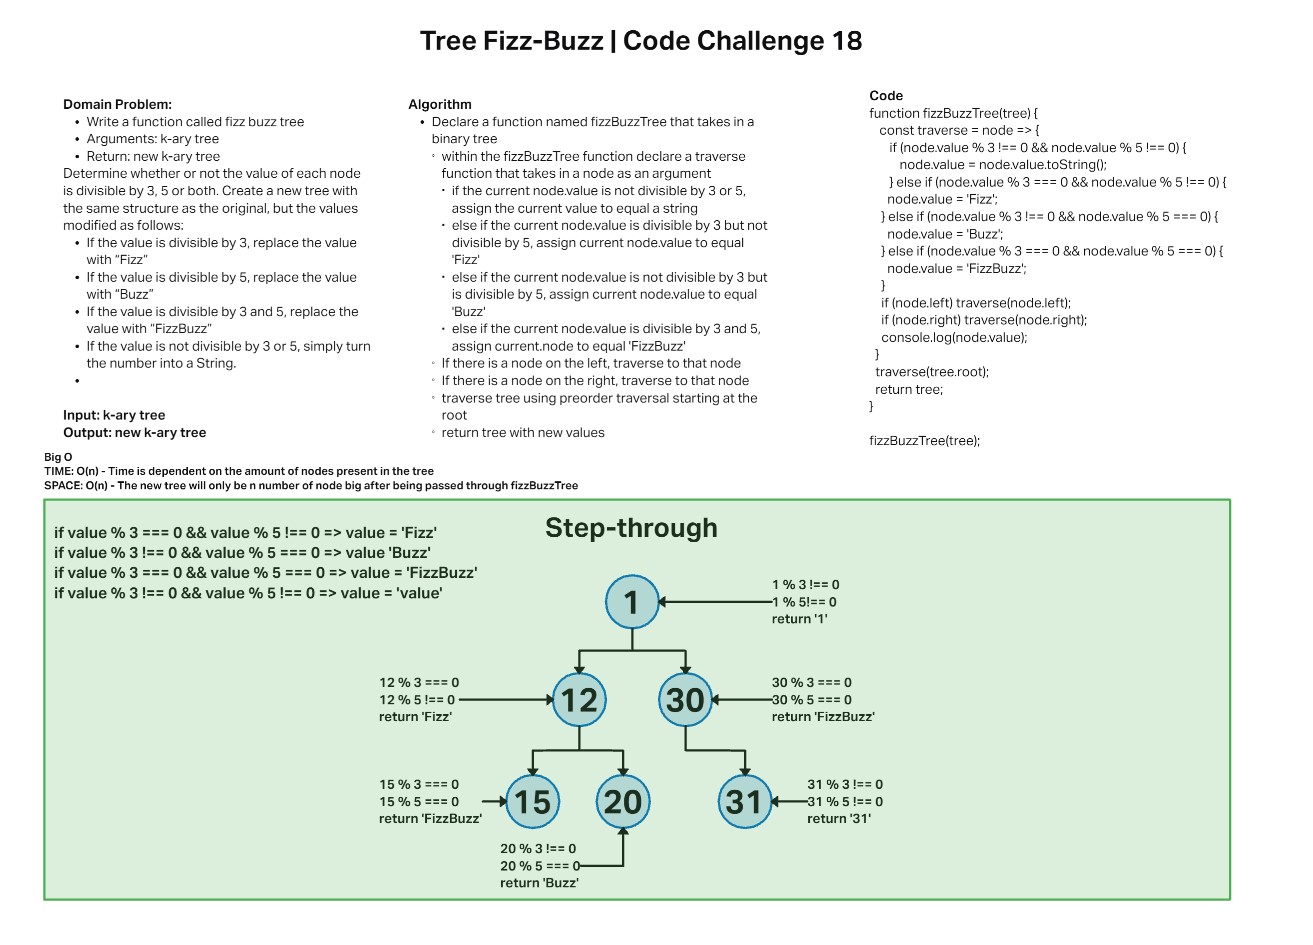 Tree Fizz-Buzz | Code Challenge 18
Domain Problem:
• Write a function called fizz buzz tree
• Arguments: k-ary tree
• Return: new k-ary tree
Determine whether or not the value of each node
is divisible by 3, 5 or both. Create a new tree with
the same structure as the original, but the values
modified as follows:
• If the value is divisible by 3, replace the value
with “Fizz”
• If the value is divisible by 5, replace the value
with “Buzz”
• If the value is divisible by 3 and 5, replace the
value with “FizzBuzz”
• If the value is not divisible by 3 or 5, simply turn
the number into a String.
•
Input: k-ary tree
Output: new k-ary tree
Algorithm
• Declare a function named fizzBuzzTree that takes in a
binary tree
◦ within the fizzBuzzTree function declare a traverse
function that takes in a node as an argument
▪ if the current node.value is not divisible by 3 or 5,
assign the current value to equal a string
▪ else if the current node.value is divisible by 3 but not
divisible by 5, assign current node.value to equal
'Fizz'
▪ else if the current node.value is not divisible by 3 but
is divisible by 5, assign current node.value to equal
'Buzz'
▪ else if the current node.value is divisible by 3 and 5,
assign current.node to equal 'FizzBuzz'
◦ If there is a node on the left, traverse to that node
◦ If there is a node on the right, traverse to that node
◦ traverse tree using preorder traversal starting at the
root
◦ return tree with new values
Code
function fizzBuzzTree(tree) {
const traverse = node => {
if (node.value % 3 !== 0 && node.value % 5 !== 0) {
node.value = node.value.toString();
} else if (node.value % 3 === 0 && node.value % 5 !== 0) {
node.value = 'Fizz';
} else if (node.value % 3 !== 0 && node.value % 5 === 0) {
node.value = 'Buzz';
} else if (node.value % 3 === 0 && node.value % 5 === 0) {
node.value = 'FizzBuzz';
}
if (node.left) traverse(node.left);
if (node.right) traverse(node.right);
console.log(node.value);
}
traverse(tree.root);
return tree;
}
fizzBuzzTree(tree);
Big O
TIME: O(n) - Time is dependent on the amount of nodes present in the tree
SPACE: O(n) - The new tree will only be n number of node big after being passed through fizzBuzzTree
Step-through
if value % 3 === 0 && value % 5 !== 0 => value = 'Fizz'
if value % 3 !== 0 && value % 5 === 0 => value 'Buzz'
if value % 3 === 0 && value % 5 === 0 => value = 'FizzBuzz'
if value % 3 !== 0 && value % 5 !== 0 => value = 'value'
1
1 % 3 !== 0
1 % 5!== 0
return '1'
12 % 3 === 0
12 % 5 !== 0
return 'Fizz'
12
30
30 % 3 === 0
30 % 5 === 0
return 'FizzBuzz'
15 % 3 === 0
15 % 5 === 0
return 'FizzBuzz'
15
20
31
31 % 3 !== 0
31 % 5 !== 0
return '31'
20 % 3 !== 0
20 % 5 === 0
return 'Buzz'